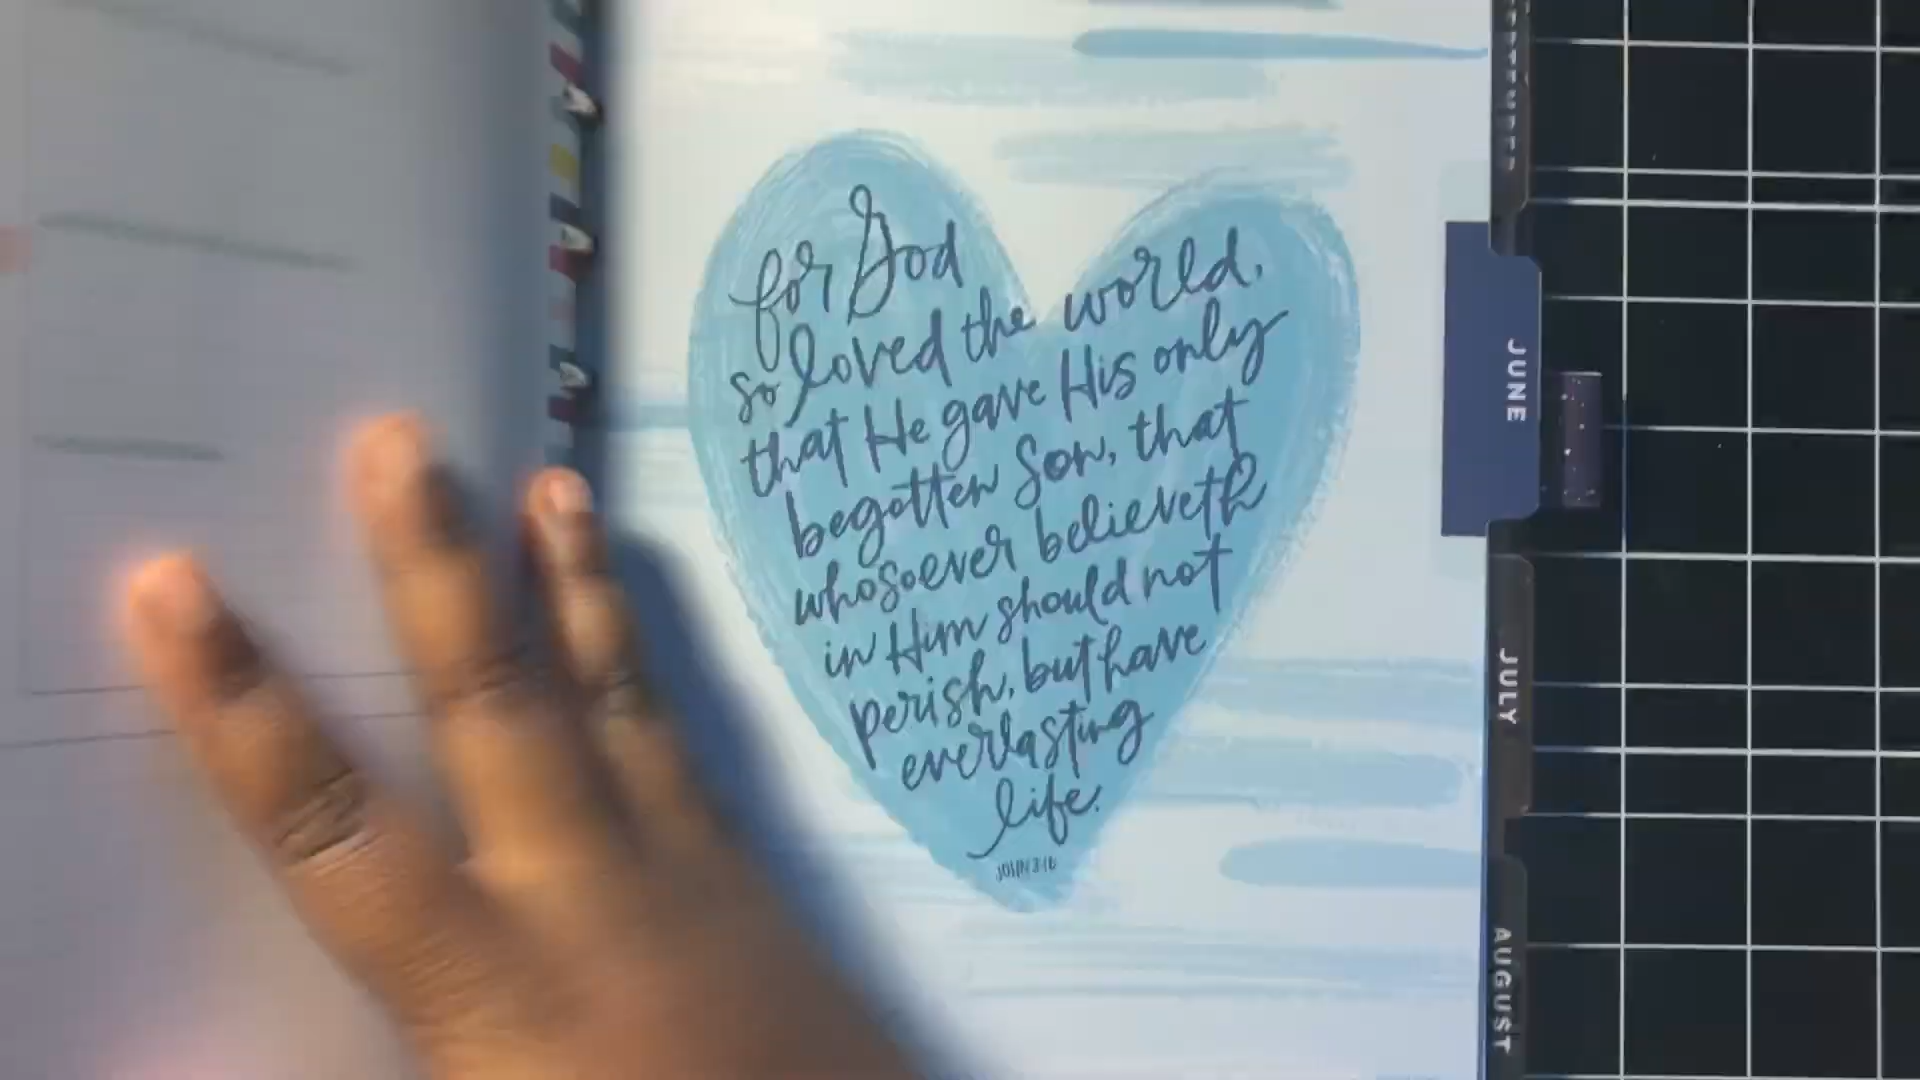 for God
so loved the world,
that He gave His only
begotten Son, that
whosoever believeth
in Him should not
perish, but have
everlasting
life.
JOHN 3:16
JUNE
JULY
AUGUST